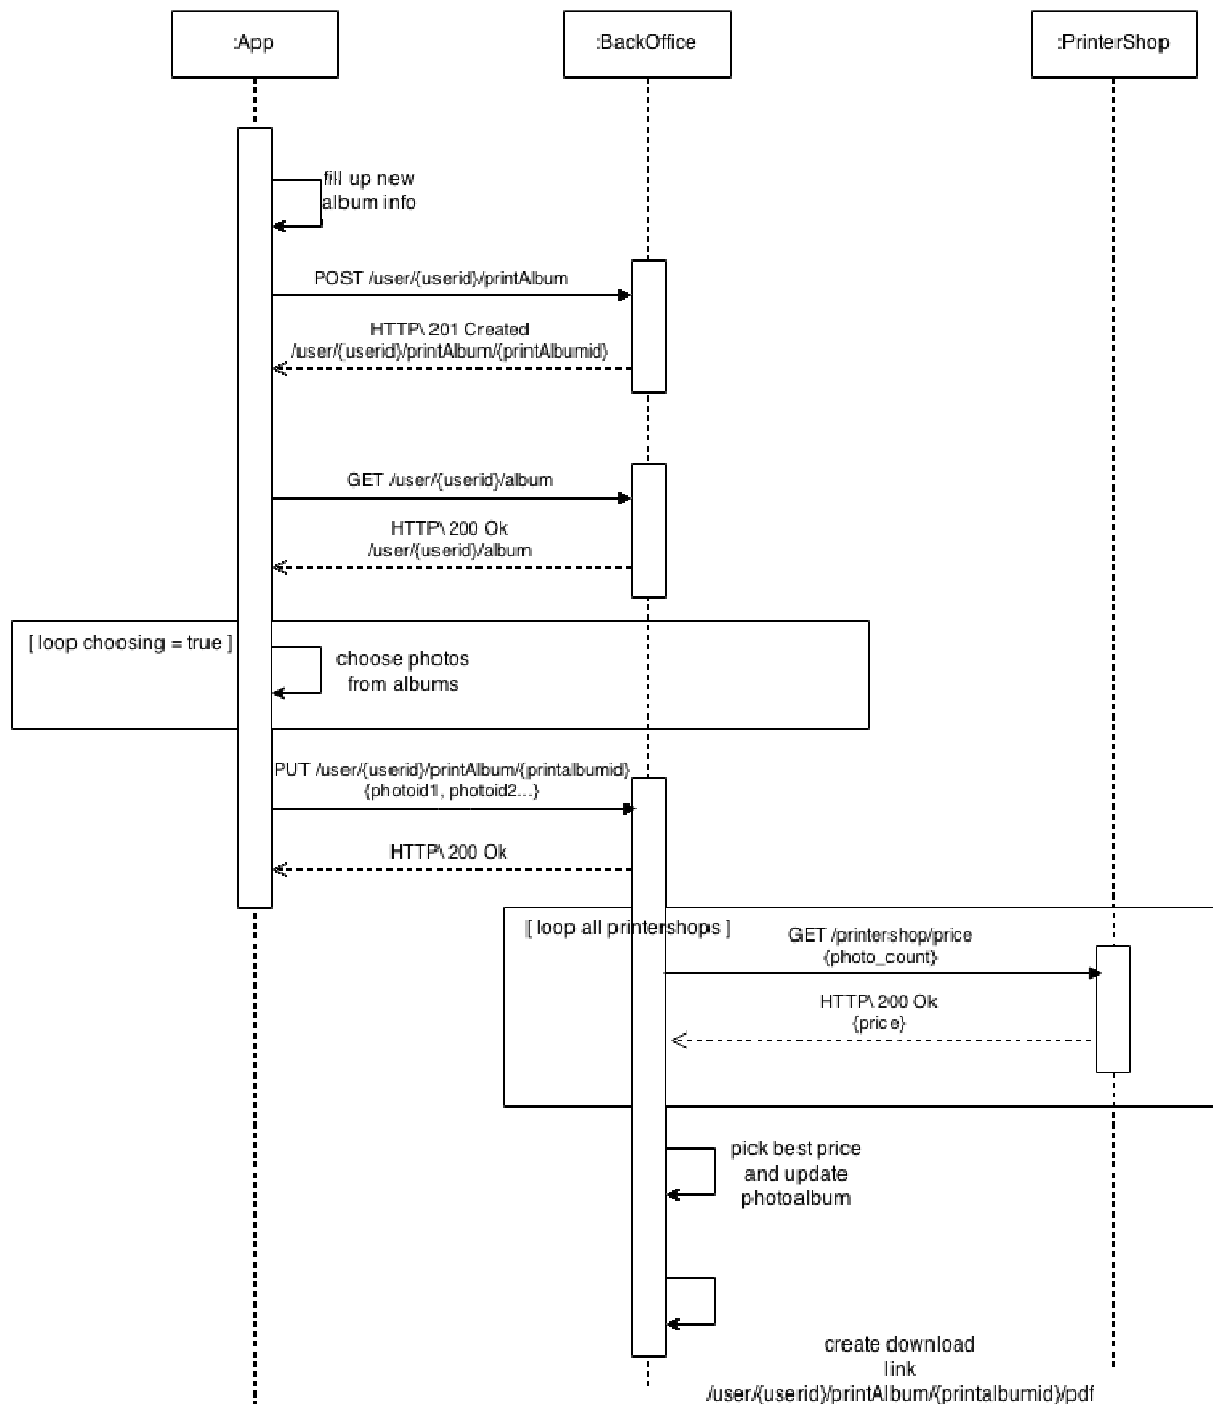 :App
:BackOffice
:PrinterShop
fill up new
album info
POST /user/{userid}/printAlbum
HTTP\ 201 Created
/user/{userid}/printAlbum/{printAlbumid}
GET /user/{userid}/album
HTTP\ 200 Ok
/user/{userid}/album
[ loop choosing = true ]
choose photos
from albums
PUT /user/{userid}/printAlbum/{printalbumid}
{photoid1, photoid2...}
HTTP\ 200 Ok
[ loop all printershops ]
GET /printershop/price
{photo_count}
HTTP\ 200 Ok
{price}
pick best price
and update
photoalbum
create download
link
/user/{userid}/printAlbum/{printalbumid}/pdf